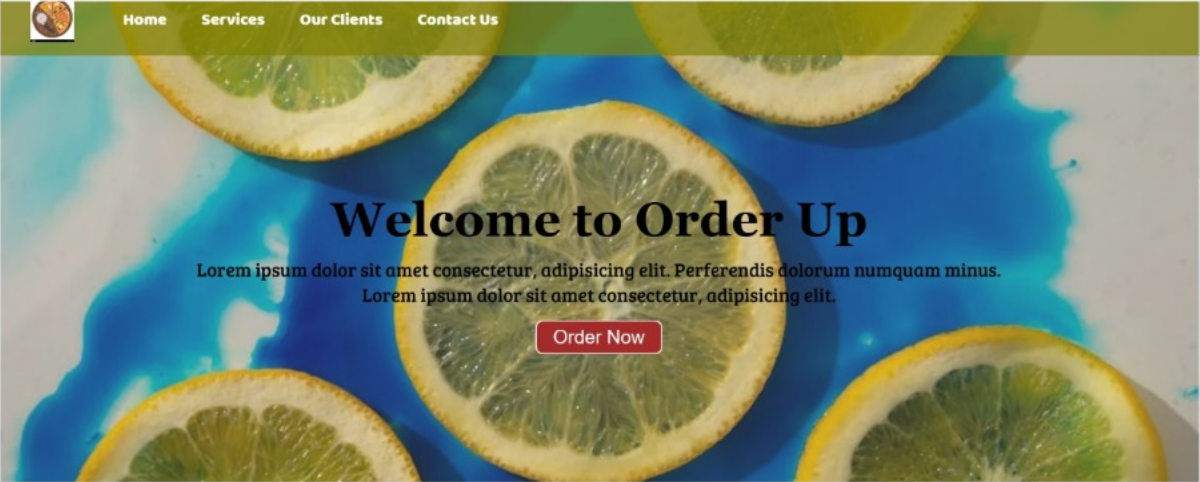 Home Services Our Clients Contact Us
Welcome to Order Up
Lorem ipsum dolor sit amet consectetur, adipisicing elit. Perferendis dolorum numquam minus.
Lorem ipsum dolor sit amet consectetur, adipisicing elit.
Order Now